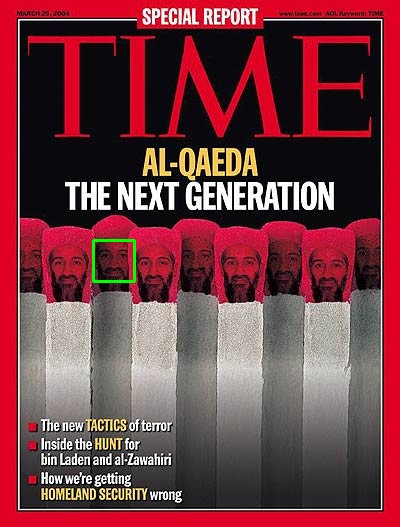 SPECIAL REPORT
MARCH 29, 2004
www.time.com AOL Keyword: TIME
TIME
AL-QAEDA
THE NEXT GENERATION
The new TACTICS of terror
Inside the HUNT for
bin Laden and al-Zawahiri
How we're getting
HOMELAND SECURITY wrong